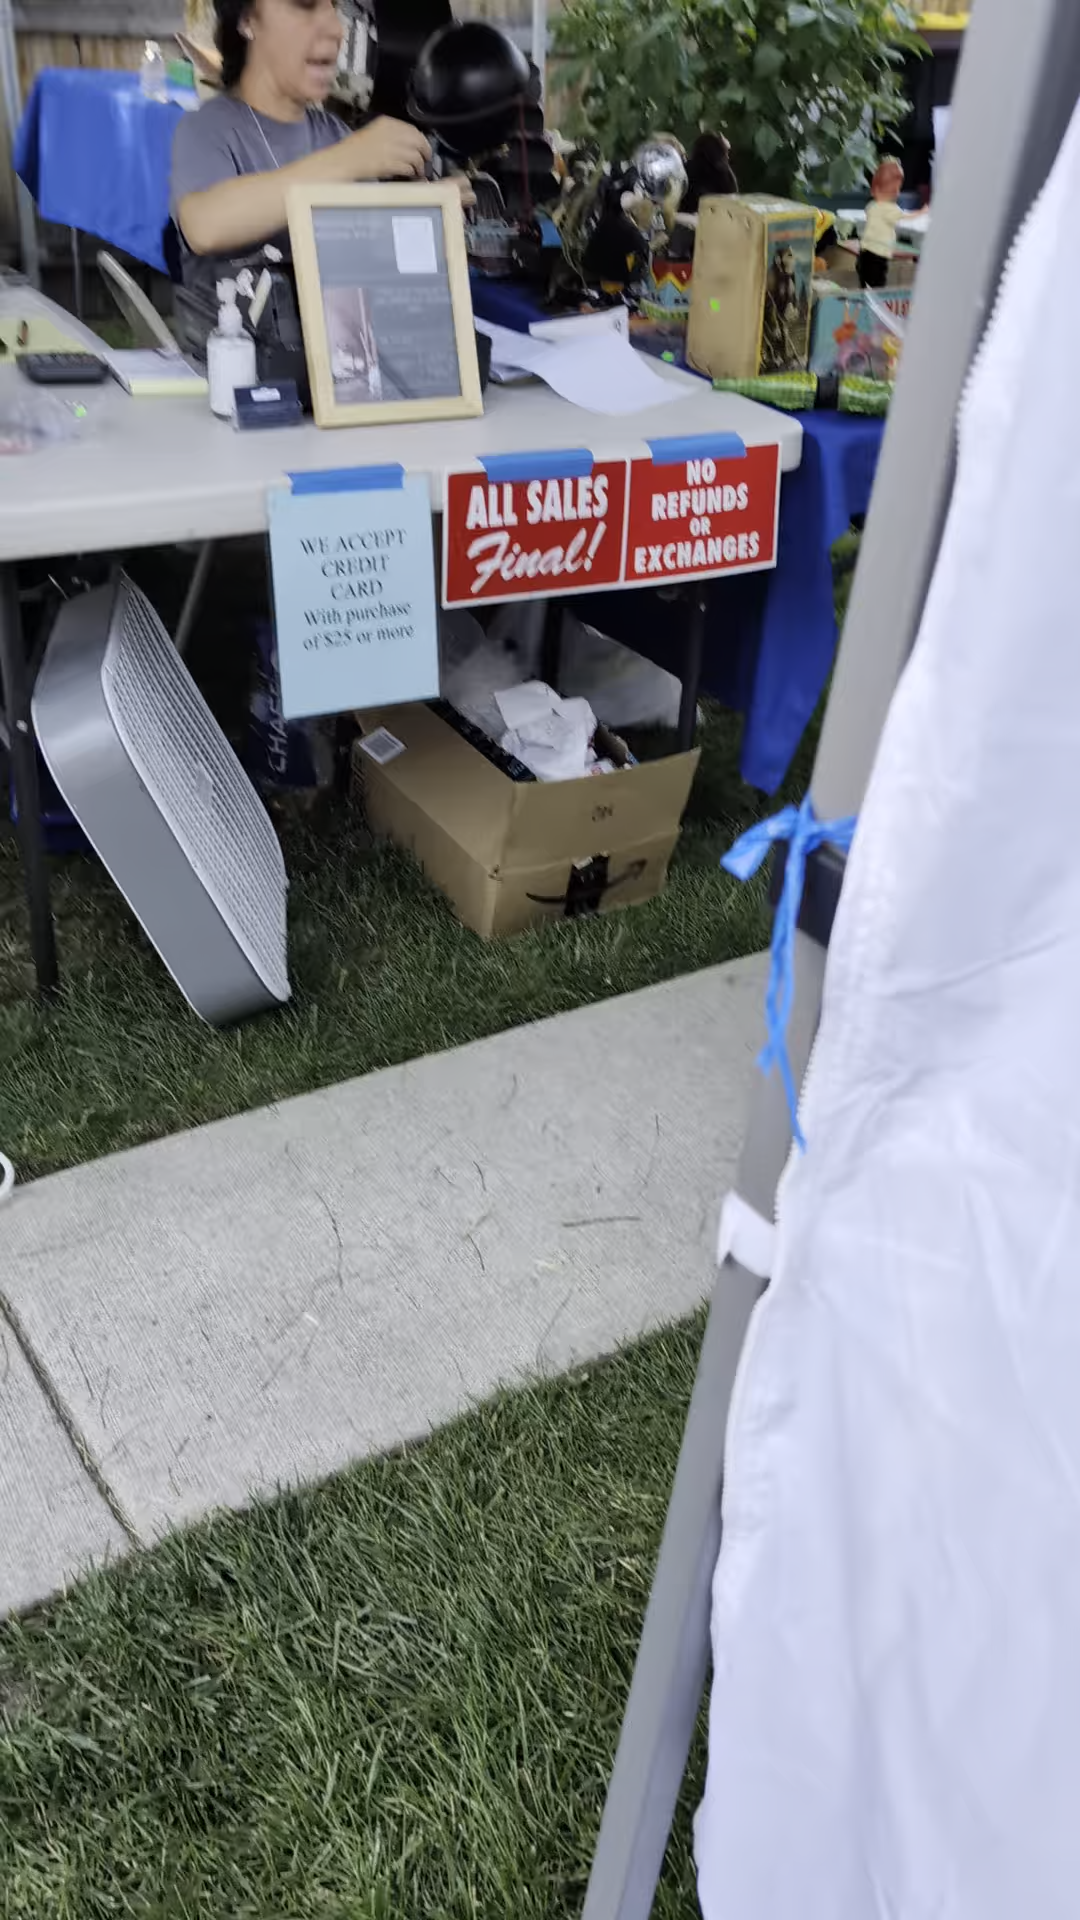 WE ACCEPT
CREDIT
CARD
With purchase
of $25 or more
ALL SALES
Final!
NO
REFUNDS
OR
EXCHANGES